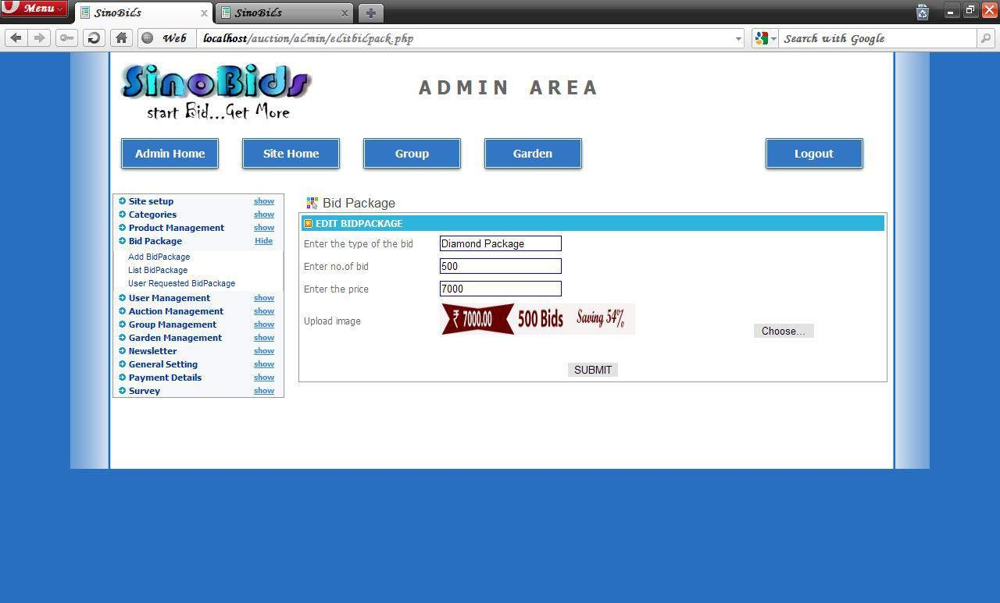 Menu
SinoBids
SinoBids
Web
localhost/auction/admin/editbidpack.php
Search with Google
SinoBids
start Bid...Get More
ADMIN AREA
Admin Home
Site Home
Group
Garden
Logout
Site setup show
Categories show
Product Management show
Bid Package Hide
Add BidPackage
List BidPackage
User Requested BidPackage
User Management show
Auction Management show
Group Management show
Garden Management show
Newsletter show
General Setting show
Payment Details show
Survey show
Bid Package
EDIT BIDPACKAGE
Enter the type of the bid Diamond Package
Enter no.of bid 500
Enter the price 7000
Upload image ₹ 7000.00 500 Bids Saving 54%
Choose...
SUBMIT